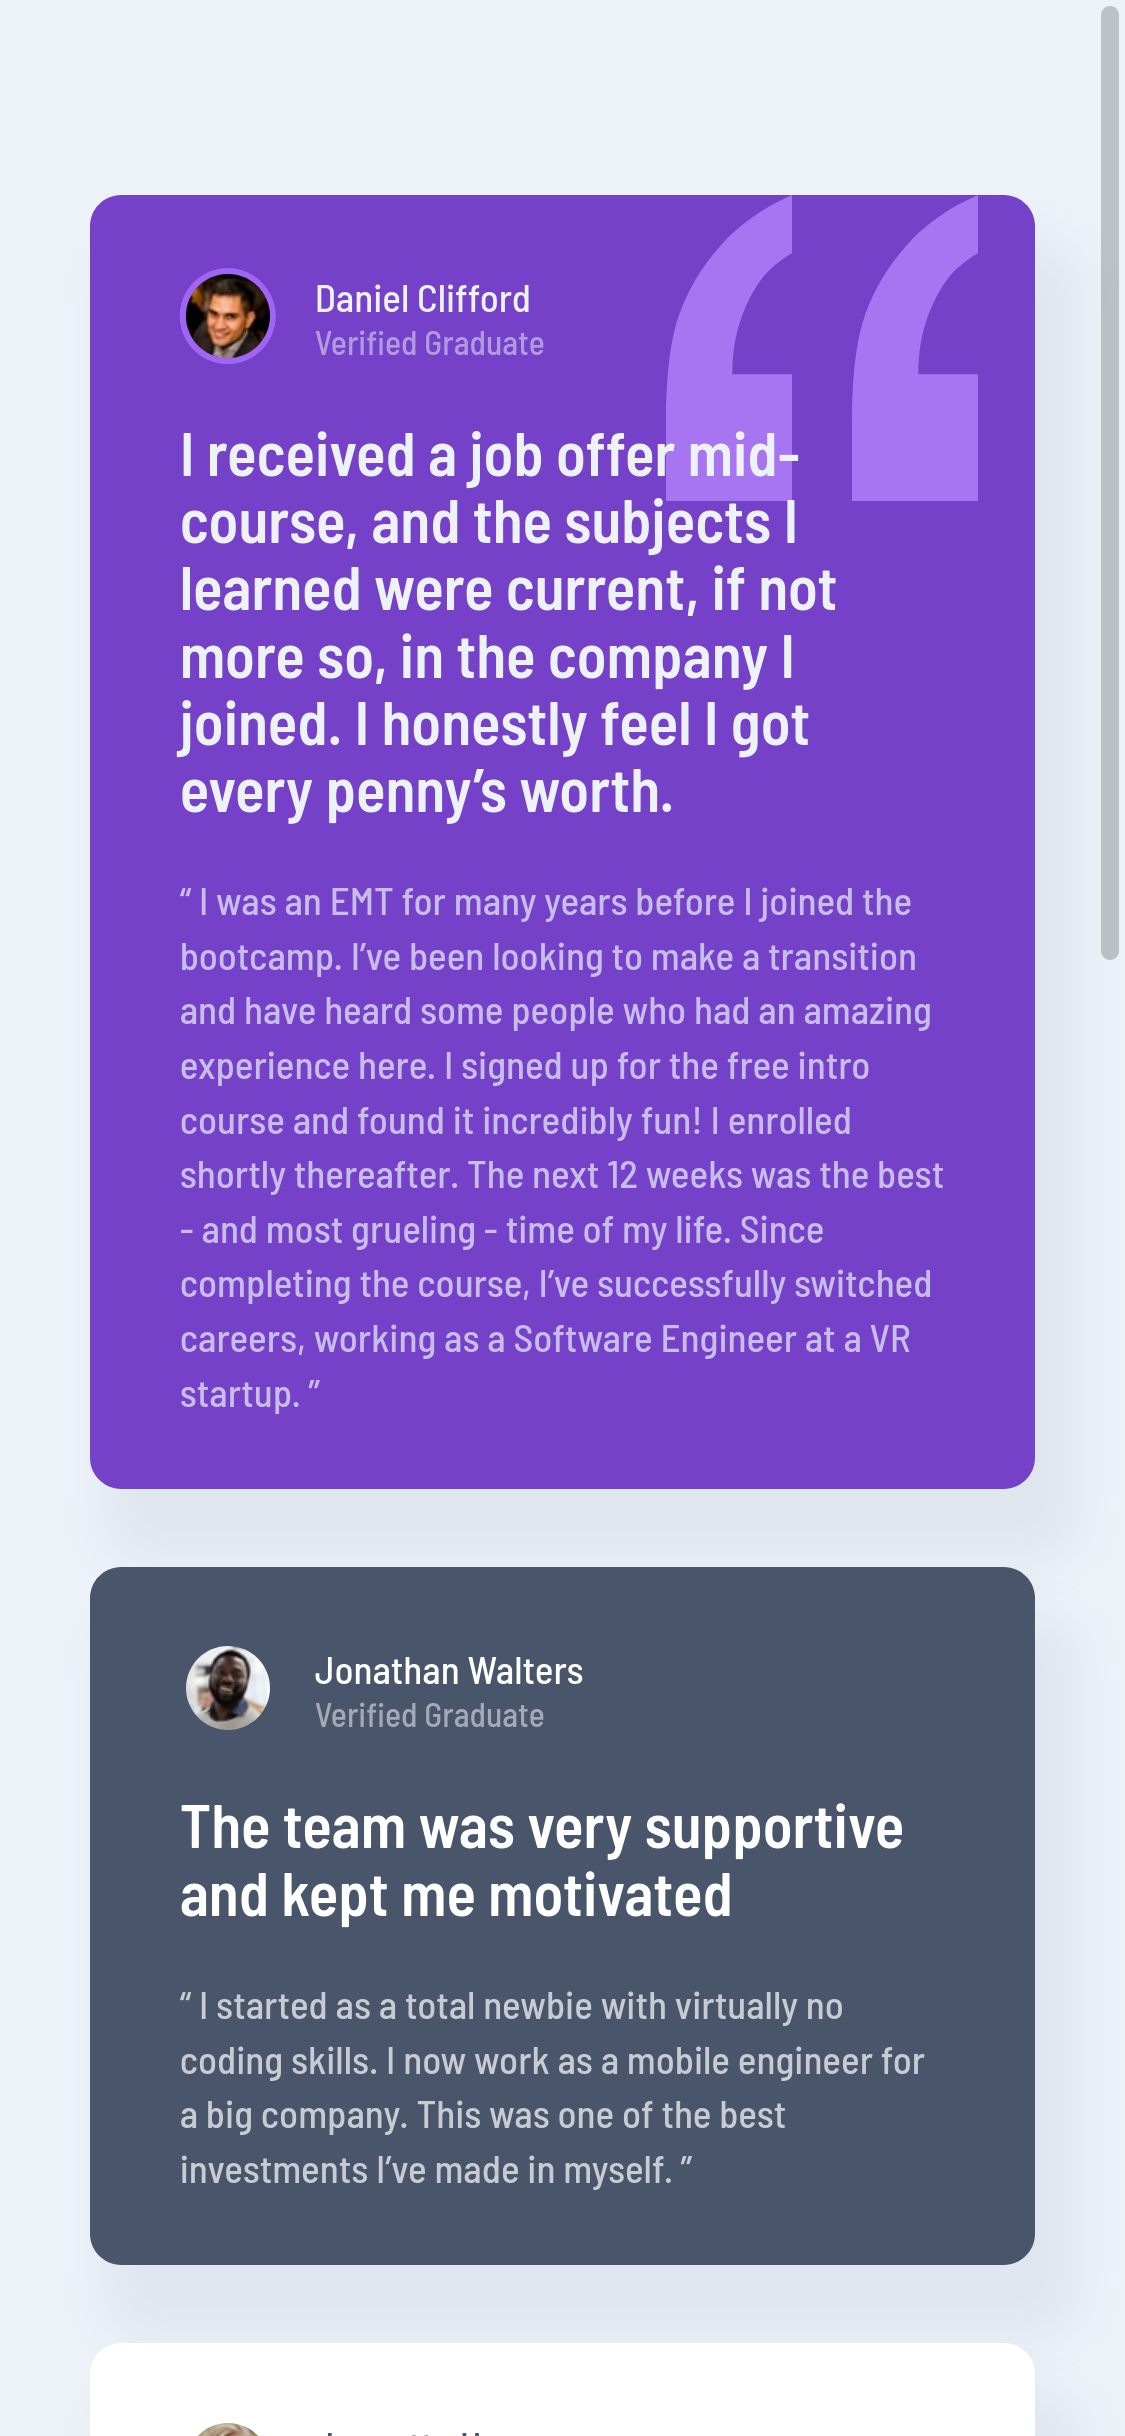 Daniel Clifford
Verified Graduate
I received a job offer mid-
course, and the subjects I
learned were current, if not
more so, in the company I
joined. I honestly feel I got
every penny’s worth.
“ I was an EMT for many years before I joined the
bootcamp. I’ve been looking to make a transition
and have heard some people who had an amazing
experience here. I signed up for the free intro
course and found it incredibly fun! I enrolled
shortly thereafter. The next 12 weeks was the best
- and most grueling - time of my life. Since
completing the course, I’ve successfully switched
careers, working as a Software Engineer at a VR
startup. ”
Jonathan Walters
Verified Graduate
The team was very supportive
and kept me motivated
“ I started as a total newbie with virtually no
coding skills. I now work as a mobile engineer for
a big company. This was one of the best
investments I’ve made in myself. ”